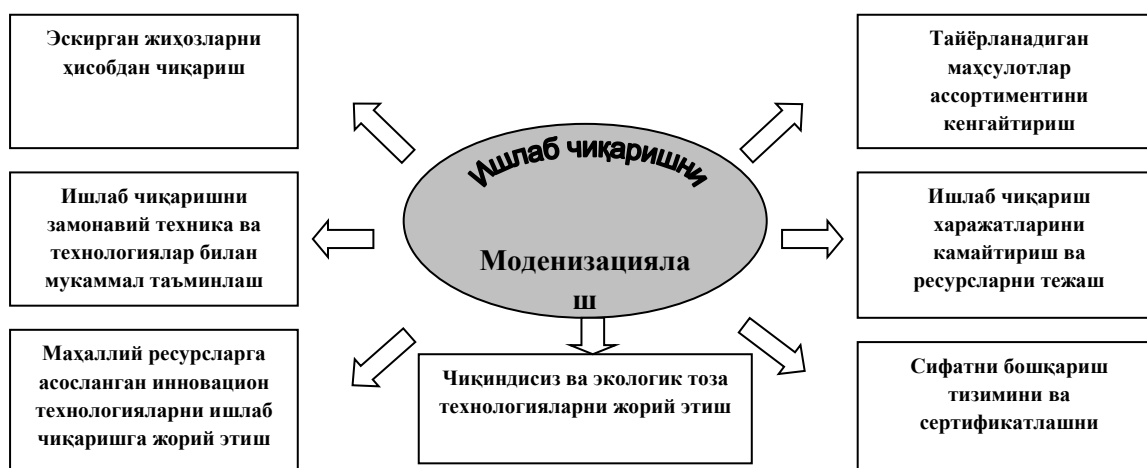 Эскирган жиҳозларни
ҳисобдан чиқариш
Тайёрланадиган
маҳсулотлар
ассортиментини
кенгайтириш
Ишлаб чиқаришни
Моденизацияла
ш
Ишлаб чиқаришни
замонавий техника ва
технологиялар билан
мукаммал таъминлаш
Ишлаб чиқариш
харажатларини
камайтириш ва
ресурсларни тежаш
Маҳаллий ресурсларга
асосланган инновацион
технологияларни ишлаб
чиқаришга жорий этиш
Чиқиндисиз ва экологик тоза
технологияларни жорий этиш
Сифатни бошқариш
тизимини ва
сертификатлашни